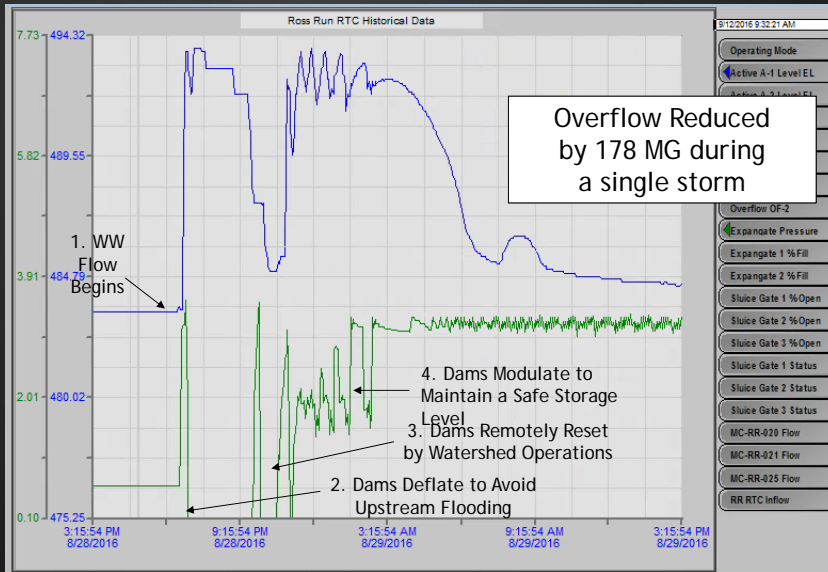 Ross Run RTC Historical Data
9/12/2016 9:32:21 AM
7.73
494.32
5.82
489.55
3.91
484.79
2.01
480.02
0.10
475.25
Overflow Reduced
by 178 MG during
a single storm
1. WW
Flow
Begins
4. Dams Modulate to
Maintain a Safe Storage
Level
3. Dams Remotely Reset
by Watershed Operations
2. Dams Deflate to Avoid
Upstream Flooding
3:15:54 PM
8/28/2016
9:15:54 PM
8/28/2016
3:15:54 AM
8/29/2016
9:15:54 AM
8/29/2016
3:15:54 PM
8/29/2016
Operating Mode
Active A-1 Level EL
Active A-2 Level EL
Overflow OF-2
Expangate Pressure
Expangate 1 %Fill
Expangate 2 %Fill
Sluice Gate 1 %Open
Sluice Gate 2 %Open
Sluice Gate 3 %Open
Sluice Gate 1 Status
Sluice Gate 2 Status
Sluice Gate 3 Status
MC-RR-020 Flow
MC-RR-021 Flow
MC-RR-025 Flow
RR RTC Inflow